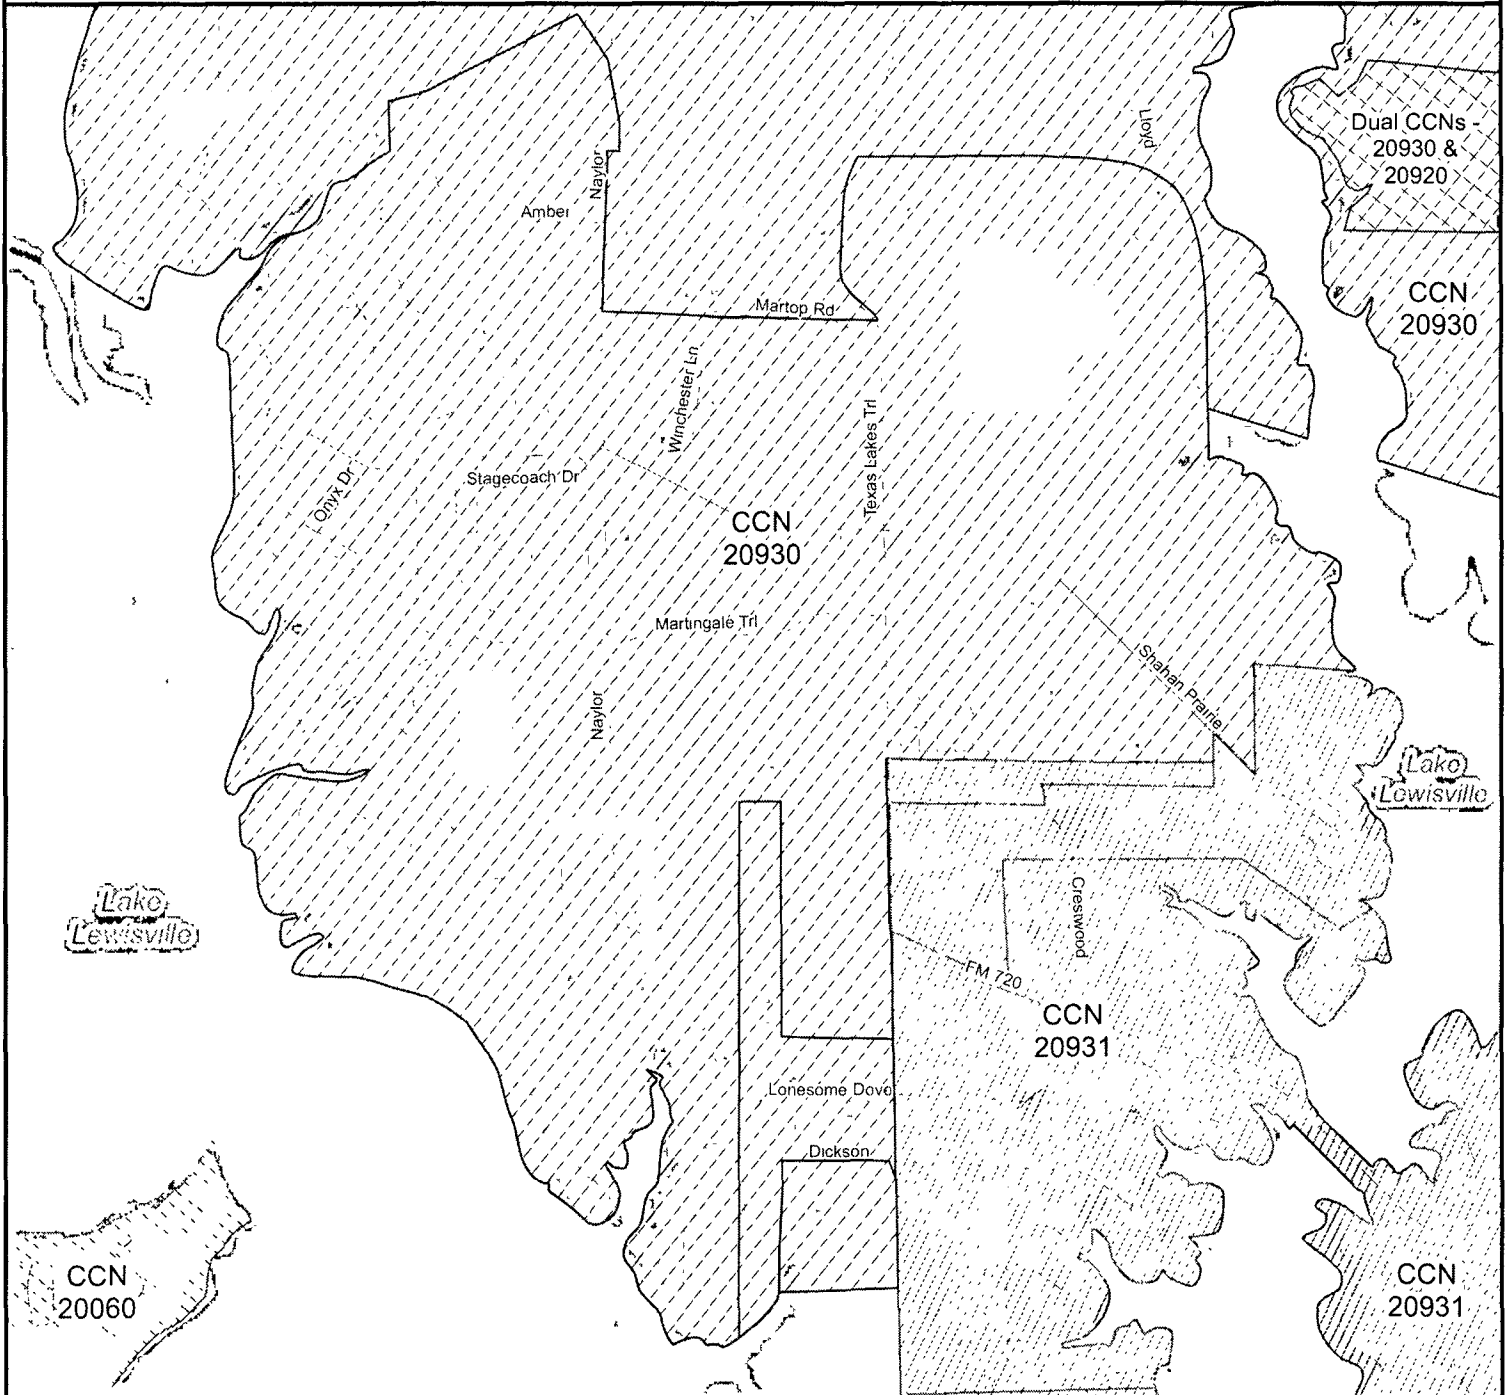 Lloyd
Dual CCNs -
20930 &
20920
Naylor
Amber
CCN
20930
Martop Rd
Winchester Ln
Texas Lakes Trl
Onyx Dr
Stagecoach Dr
CCN
20930
Martingale Trl
Shahan Prairie
Naylor
Lake
Lewisville
Lake
Lewisville
Crestwood
FM 720
CCN
20931
Lonesome Dove
Dickson
CCN
20060
CCN
20931